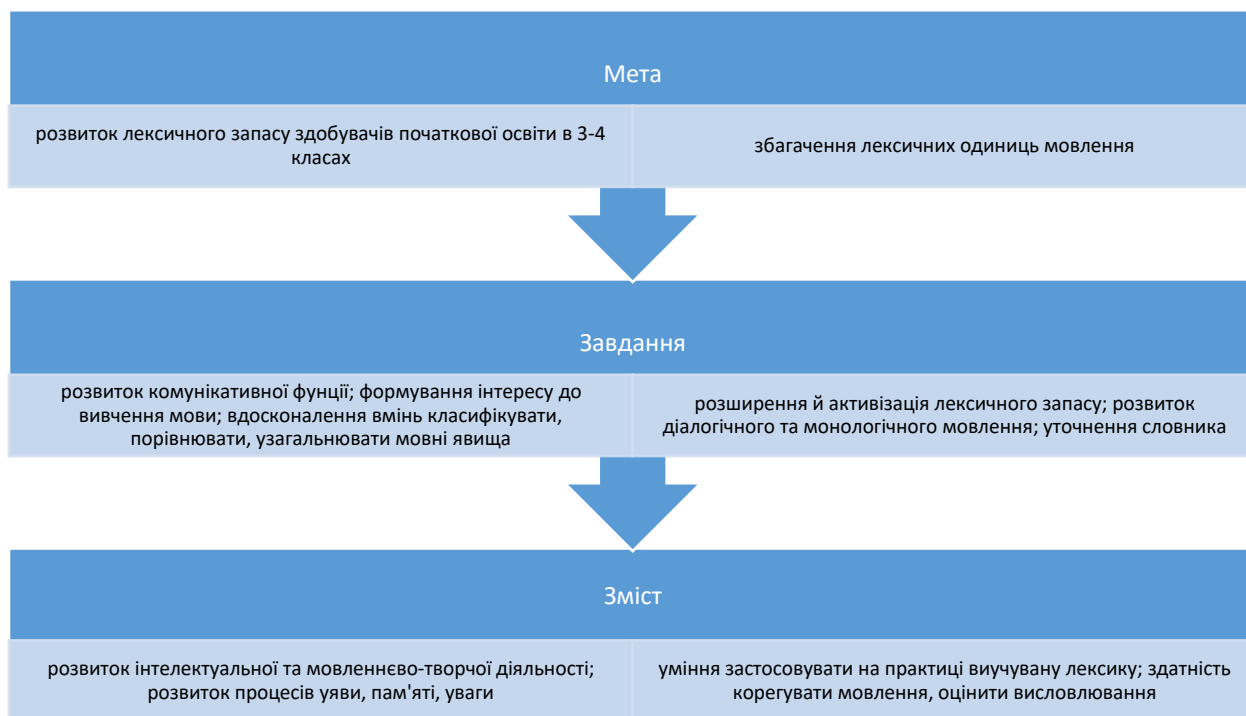 Мета
розвиток лексичного запасу здобувачів початкової освіти в 3-4
класах
збагачення лексичних одиниць мовлення
Завдання
розвиток комунікативної фунції; формування інтересу до
вивчення мови; вдосконалення вмінь класифікувати,
порівнювати, узагальнювати мовні явища
розширення й активізація лексичного запасу; розвиток
діалогічного та монологічного мовлення; уточнення словника
Зміст
розвиток інтелектуальної та мовленнєво-творчої діяльності;
розвиток процесів уяви, пам'яті, уваги
уміння застосовувати на практиці виучувану лексику; здатність
корегувати мовлення, оцінити висловлювання